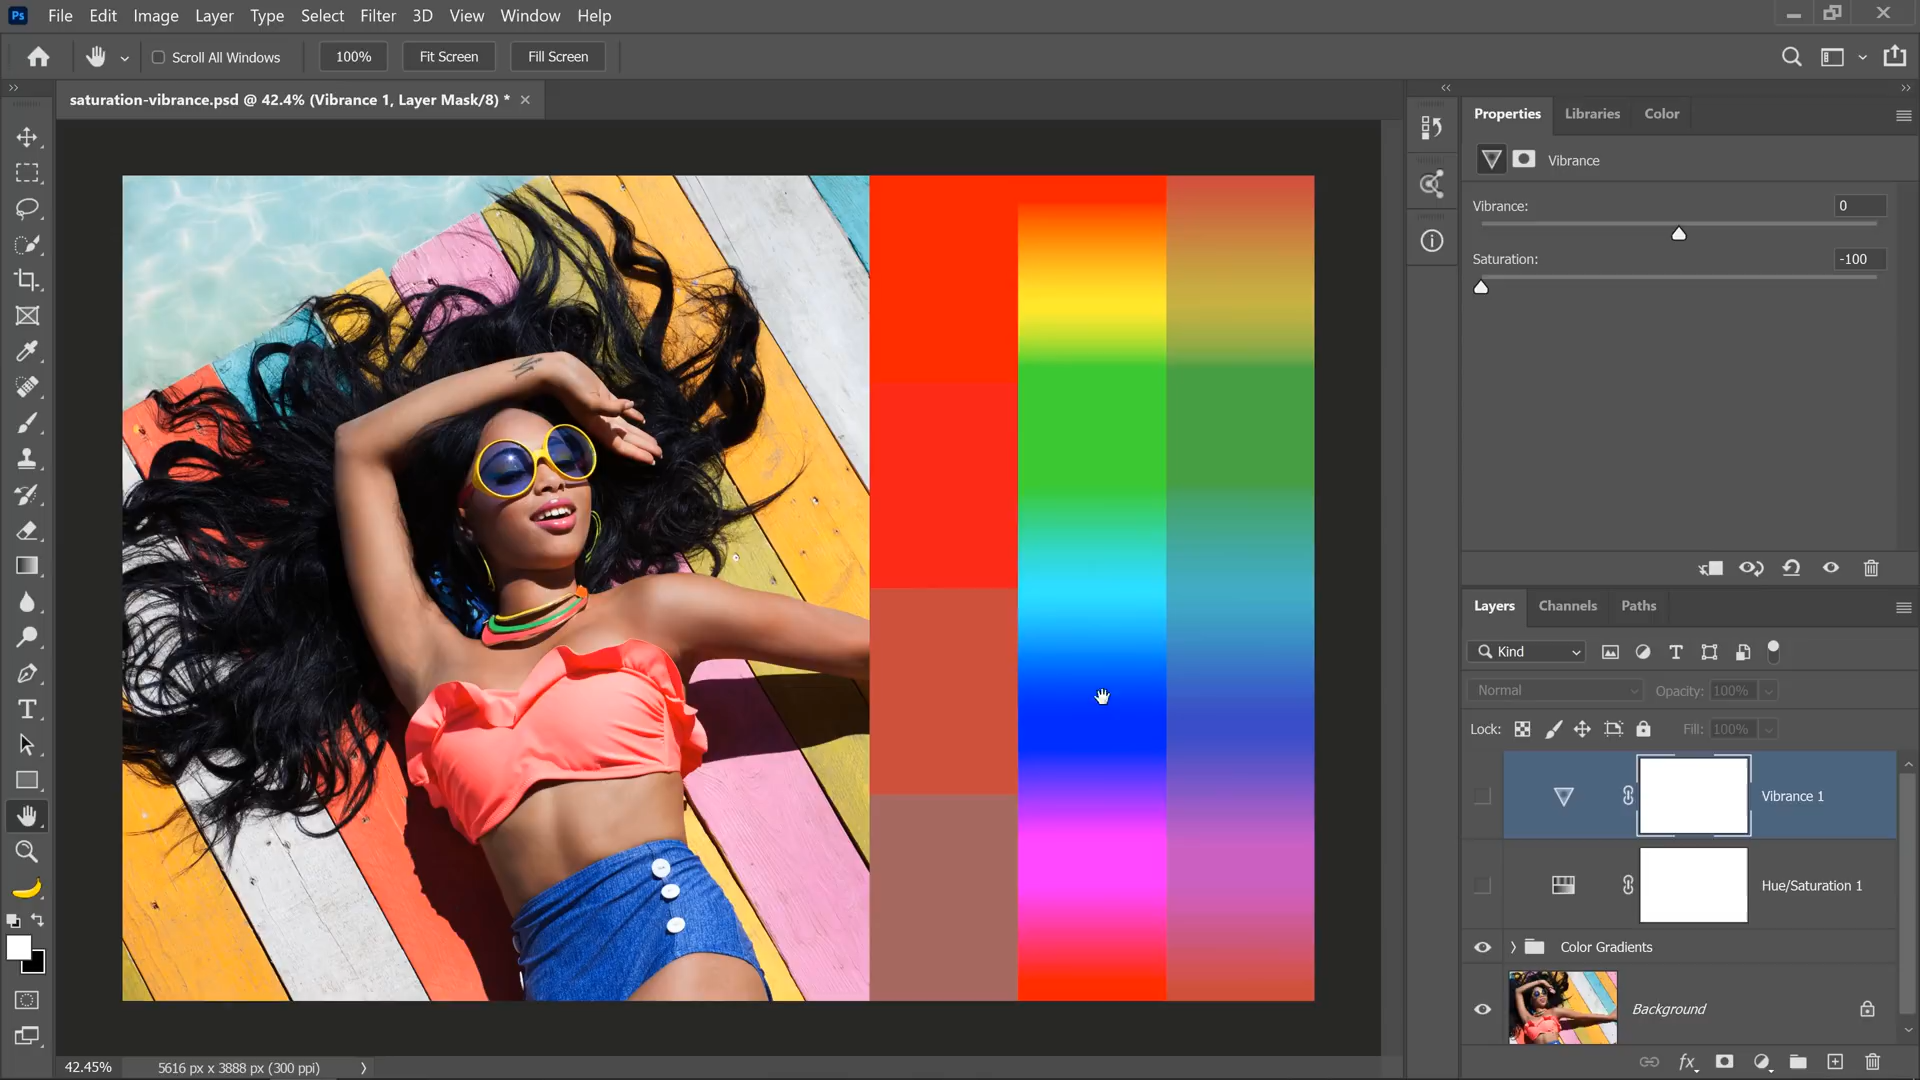 Ps File Edit Image Layer Type Select Filter 3D View Window Help
Scroll All Windows 100% Fit Screen Fill Screen
saturation-vibrance.psd @ 42.4% (Vibrance 1, Layer Mask/8) *
Properties Libraries Color
Vibrance
Vibrance: 0
Saturation: -100
Layers Channels Paths
Kind
Normal Opacity: 100%
Lock: Fill: 100%
Vibrance 1
Hue/Saturation 1
Color Gradients
Background
42.45% 5616 px x 3888 px (300 ppi)